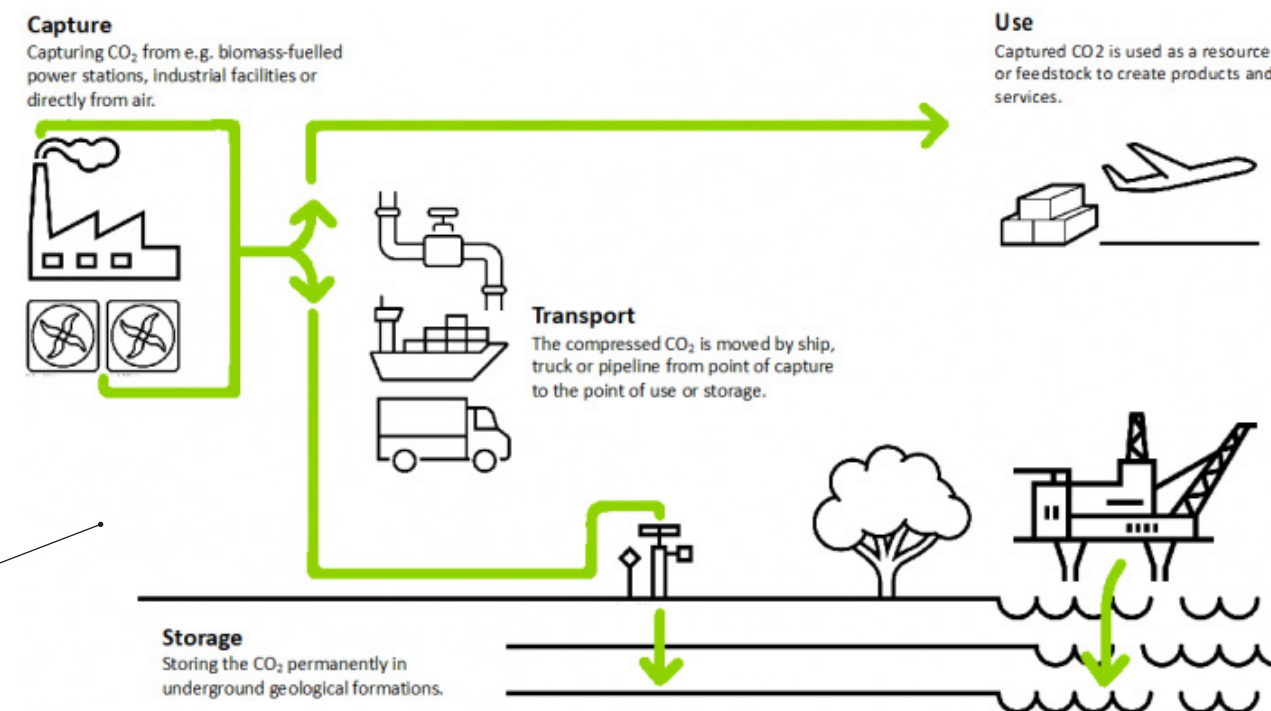 Capture
Capturing CO₂ from e.g. biomass-fuelled
power stations, industrial facilities or
directly from air.
Use
Captured CO2 is used as a resource
or feedstock to create products and
services.
Transport
The compressed CO₂ is moved by ship,
truck or pipeline from point of capture
to the point of use or storage.
Storage
Storing the CO₂ permanently in
underground geological formations.